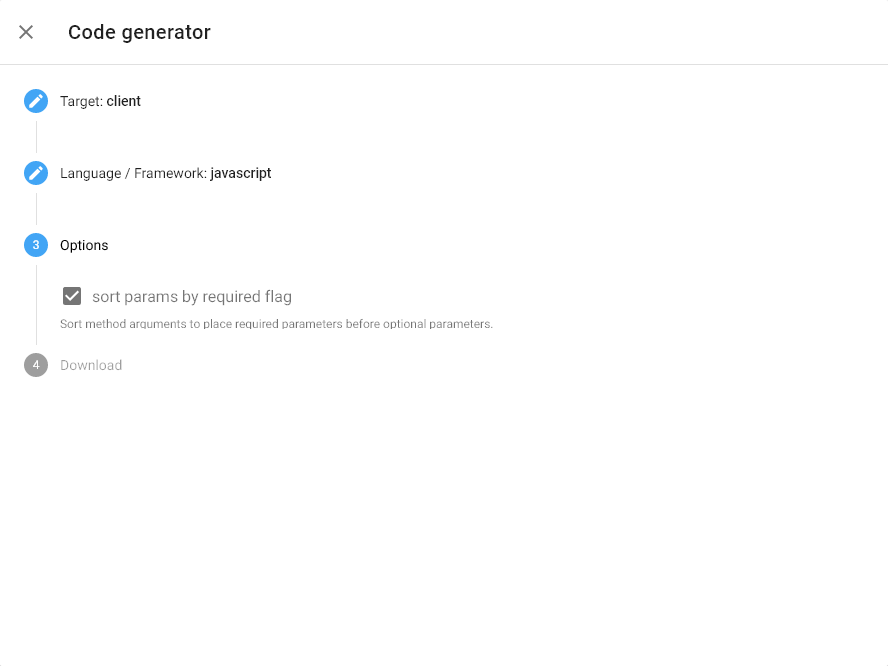 Code generator
Target: client
Language / Framework: javascript
3 Options
sort params by required flag
Sort method arguments to place required parameters before optional parameters.
4 Download